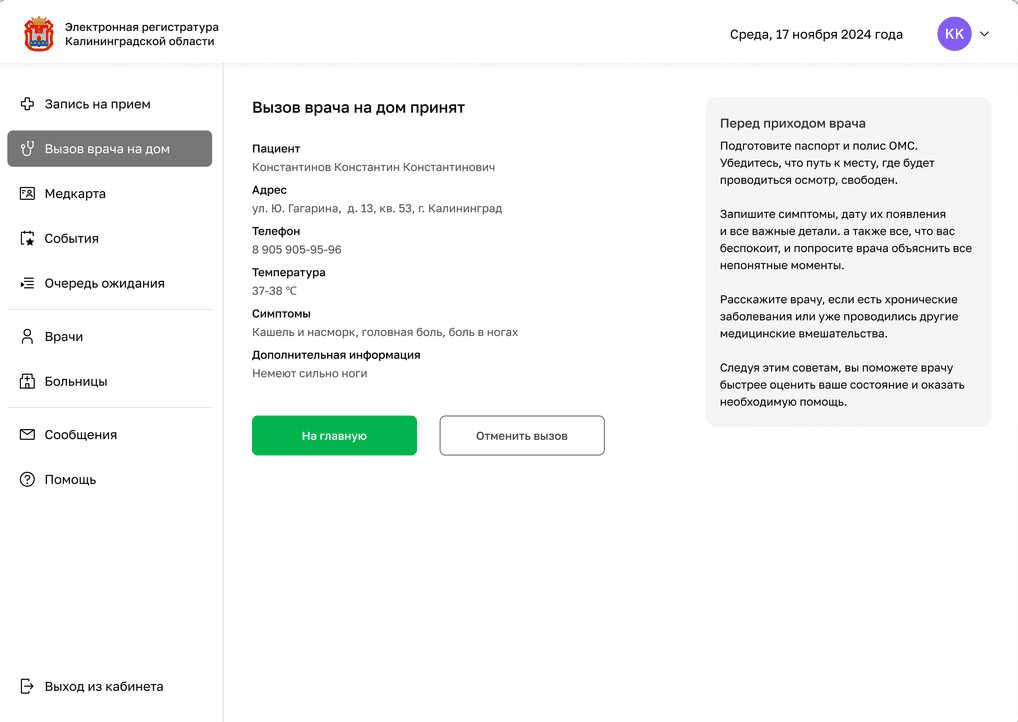 Электронная регистратура
Калининградской области
Среда, 17 ноября 2024 года
КК
Запись на прием
Вызов врача на дом
Медкарта
События
Очередь ожидания
Врачи
Больницы
Сообщения
Помощь
Выход из кабинета
Вызов врача на дом принят
Пациент
Константинов Константин Константинович
Адрес
ул. Ю. Гагарина, д. 13, кв. 53, г. Калининград
Телефон
8 905 905-95-96
Температура
37-38 °C
Симптомы
Кашель и насморк, головная боль, боль в ногах
Дополнительная информация
Немеют сильно ноги
На главную
Отменить вызов
Перед приходом врача
Подготовите паспорт и полис ОМС.
Убедитесь, что путь к месту, где будет
проводиться осмотр, свободен.
Запишите симптомы, дату их появления
и все важные детали. а также все, что вас
беспокоит, и попросите врача объяснить все
непонятные моменты.
Расскажите врачу, если есть хронические
заболевания или уже проводились другие
медицинские вмешательства.
Следуя этим советам, вы поможете врачу
быстрее оценить ваше состояние и оказать
необходимую помощь.